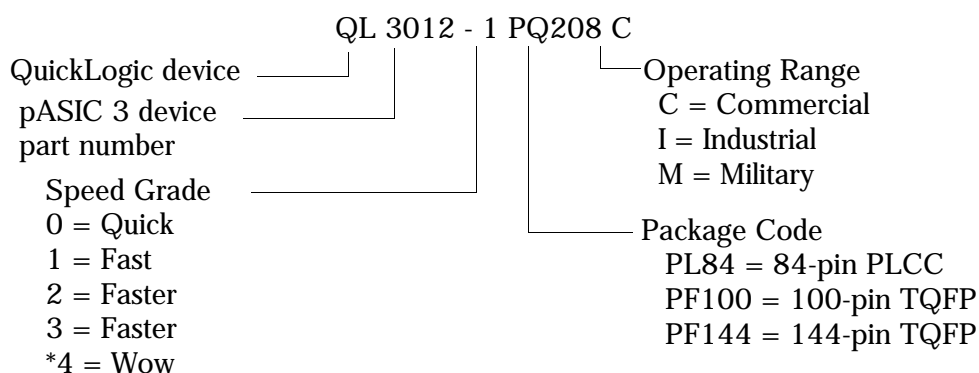 QL 3012 - 1 PQ208 C
QuickLogic device
pASIC 3 device
part number
Speed Grade
0 = Quick
1 = Fast
2 = Faster
3 = Faster
*4 = Wow
Operating Range
C = Commercial
I = Industrial
M = Military
Package Code
PL84 = 84-pin PLCC
PF100 = 100-pin TQFP
PF144 = 144-pin TQFP